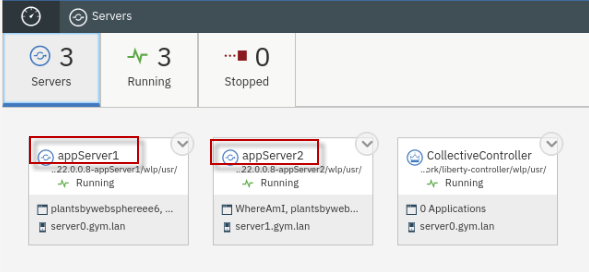 Servers
3
Servers
3
Running
0
Stopped
appServer1
..22.0.0.8-appServer1/wlp/usr/
Running
plantsbywebsphereee6, ...
server0.gym.lan
appServer2
..22.0.0.8-appServer2/wlp/usr/
Running
WhereAmI, plantsbyweb...
server1.gym.lan
CollectiveController
..ork/liberty-controller/wlp/usr/
Running
0 Applications
server0.gym.lan